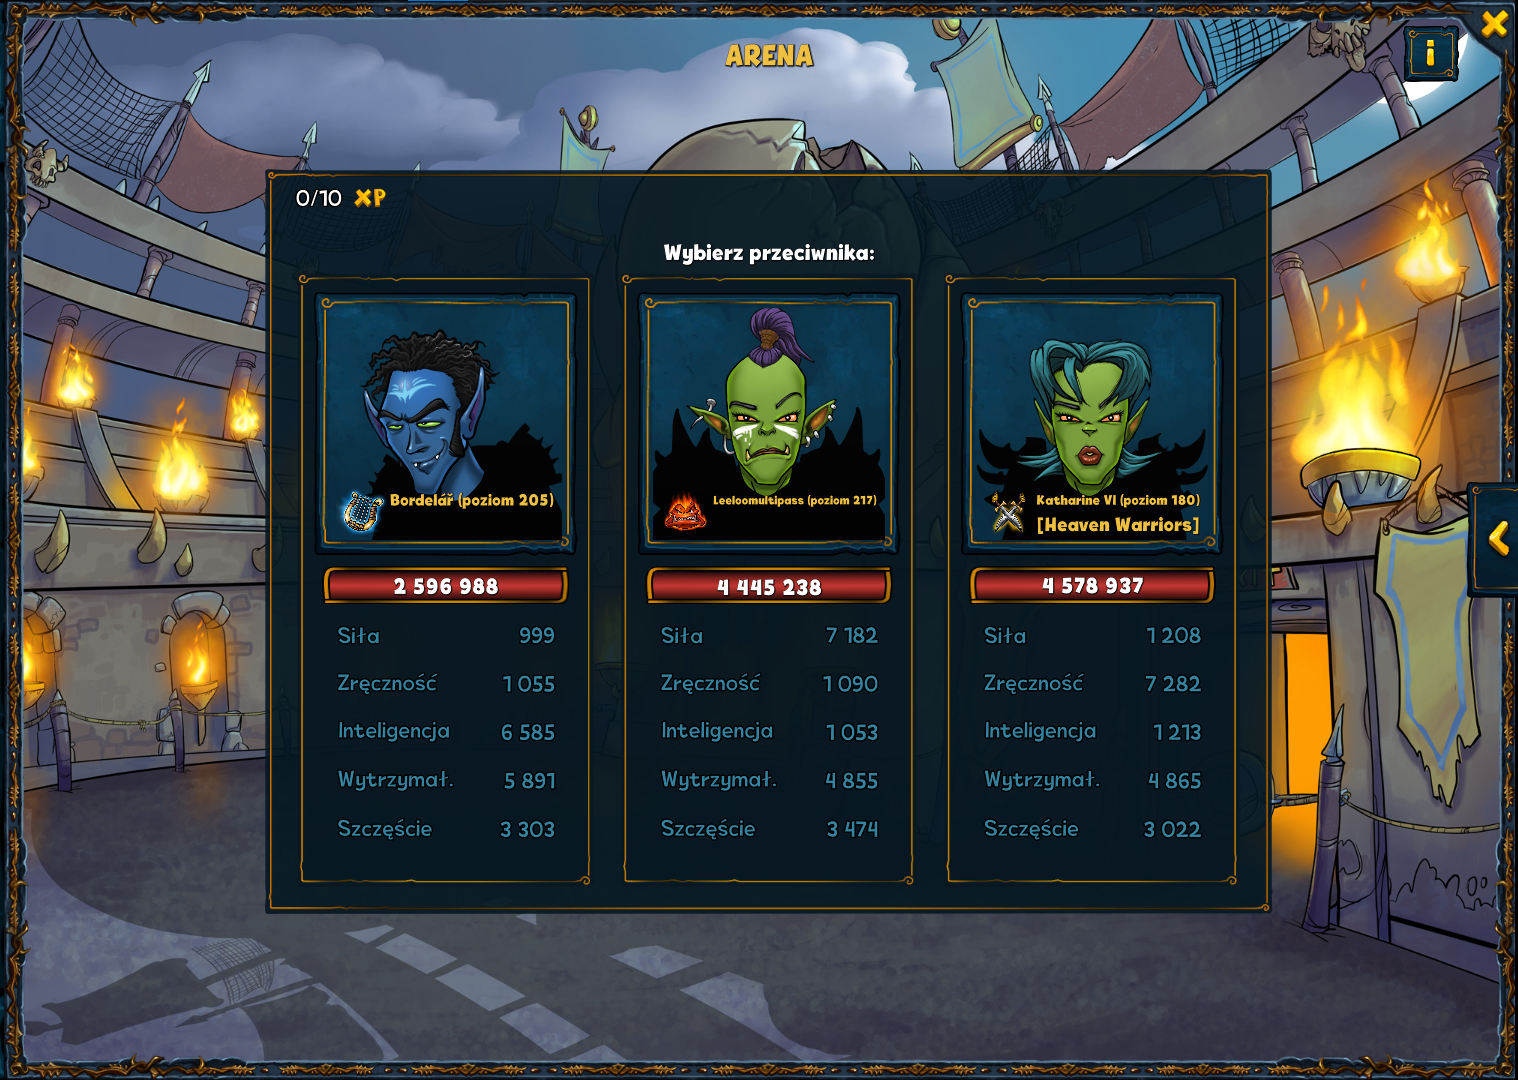 ARENA
0/10 XP
Wybierz przeciwnika:
Bordelář (poziom 205)
2 596 988
Siła 999
Zręczność 1 055
Inteligencja 6 585
Wytrzymał. 5 891
Szczęście 3 303
Leeloomultipass (poziom 217)
4 445 238
Siła 7 182
Zręczność 1 090
Inteligencja 1 053
Wytrzymał. 4 855
Szczęście 3 474
Katharine VI (poziom 180)
[Heaven Warriors]
4 578 937
Siła 1 208
Zręczność 7 282
Inteligencja 1 213
Wytrzymał. 4 865
Szczęście 3 022